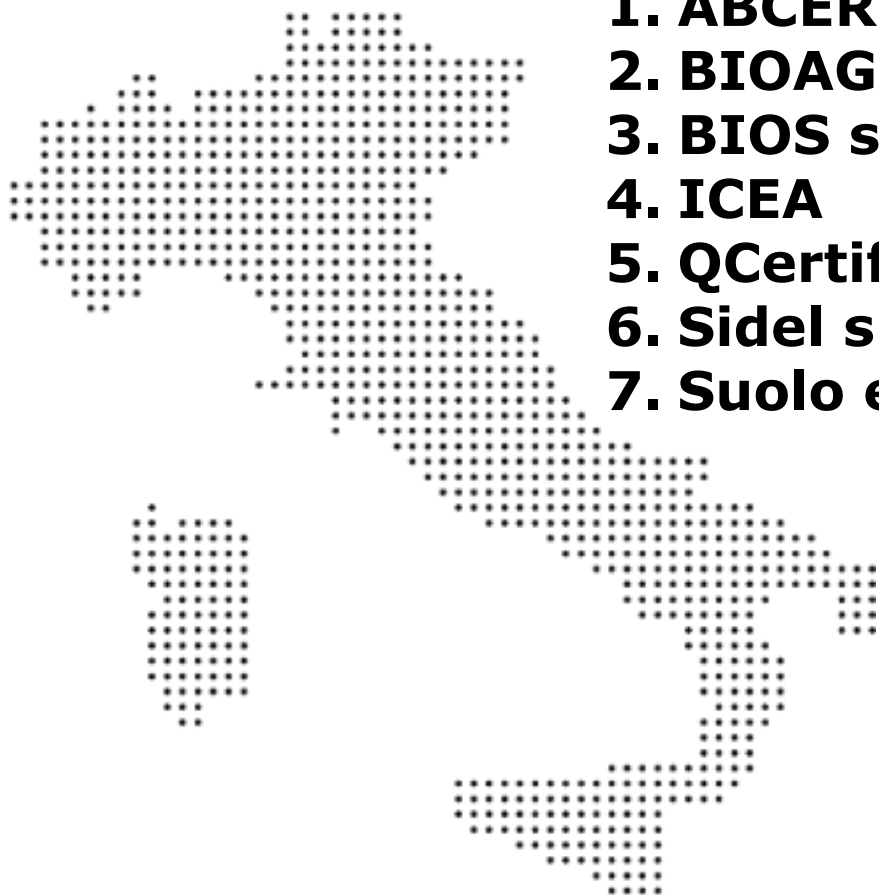 1. ABCER
2. BIOAG
3. BIOS s
4. ICEA
5. QCertif
6. Sidel s
7. Suolo e